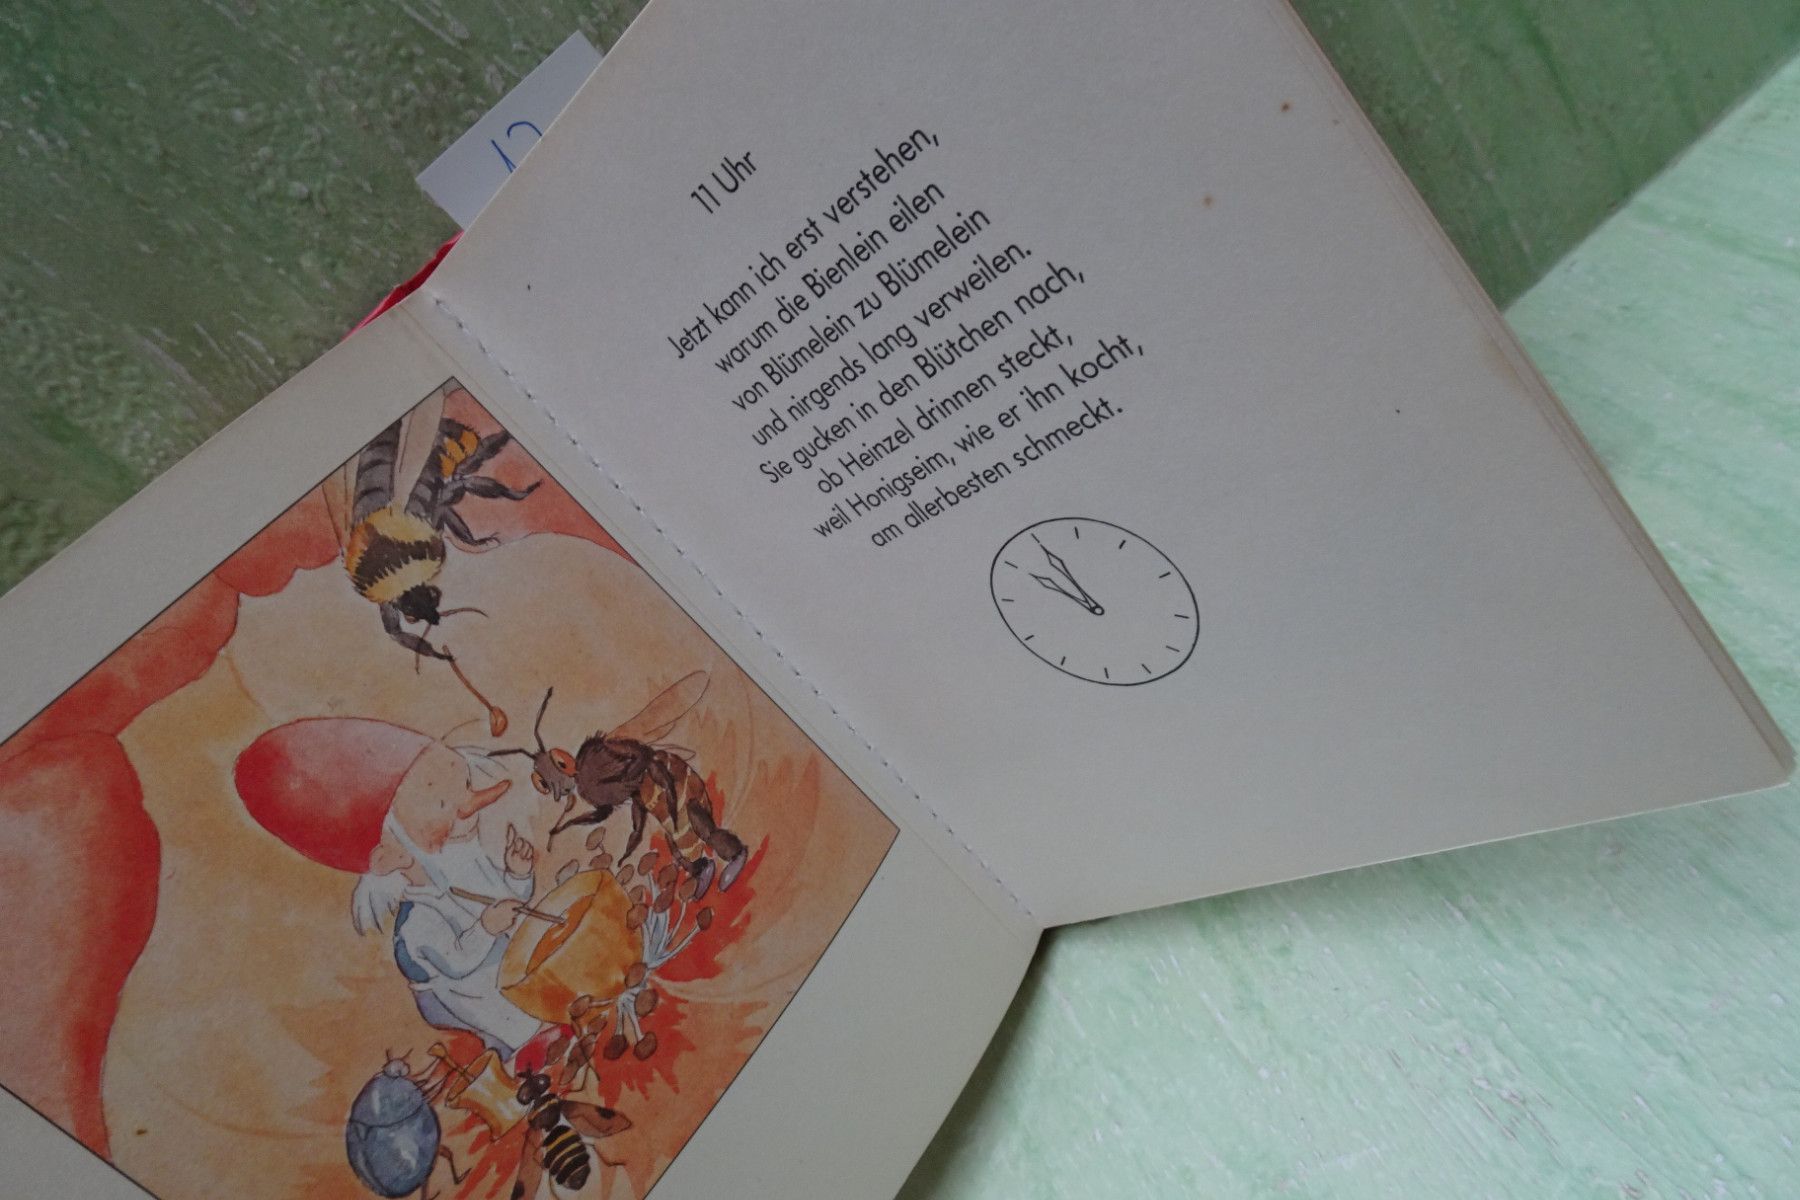 11 Uhr
Jetzt kann ich erst verstehen,
warum die Bienlein eilen
von Blümelein zu Blümelein
und nirgends lang verweilen.
Sie gucken in den Blütchen nach,
ob Heinzel drinnen steckt,
weil Honigseim, wie er ihn kocht,
am allerbesten schmeckt.